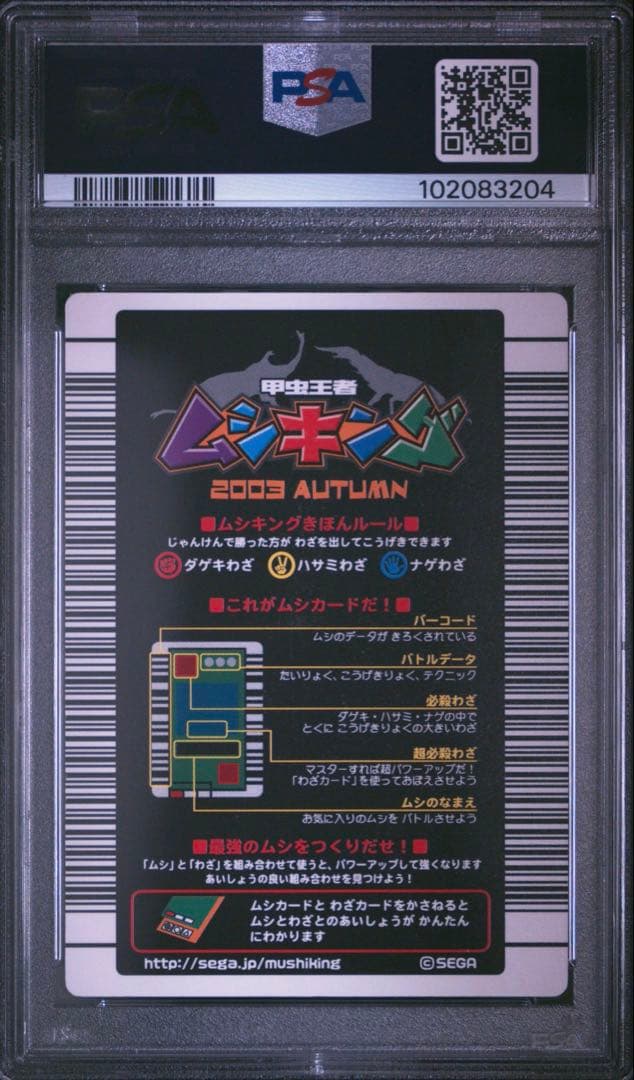 PSA
PSA
102083204
甲虫王者
ムシキング
2003 AUTUMN
■ムシキングきほんルール■
じゃんけんで勝った方が わざを出してこうげきできます
ダゲキわざ ハサミわざ ナゲわざ
■これがムシカードだ!■
バーコード
ムシのデータが きろくされている
バトルデータ
たいりょく、こうげきりょく、テクニック
必殺わざ
ダゲキ・ハサミ・ナゲの中で
とくに こうげきりょくの大きいわざ
超必殺わざ
マスターすれば超パワーアップだ!
「わざカード」を使っておぼえさせよう
ムシのなまえ
お気に入りのムシを バトルさせよう
■最強のムシをつくりだせ!■
「ムシ」と「わざ」を組み合わせて使うと、パワーアップして強くなります
あいしょうの良い組み合わせを見つけよう!
ムシカードと わざカードをかさねると
ムシとわざとのあいしょうが かんたん
にわかります
http://sega.jp/mushiking ©SEGA